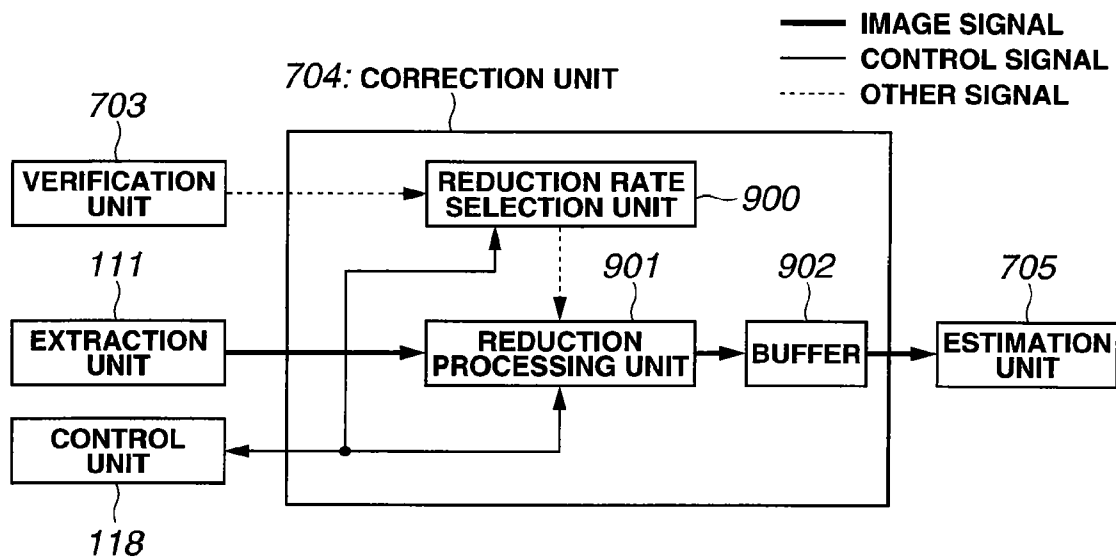 IMAGE SIGNAL
CONTROL SIGNAL
OTHER SIGNAL
704: CORRECTION UNIT
703
VERIFICATION
UNIT
REDUCTION RATE
SELECTION UNIT
900
111
901
902
705
EXTRACTION
UNIT
REDUCTION
PROCESSING UNIT
BUFFER
ESTIMATION
UNIT
CONTROL
UNIT
118